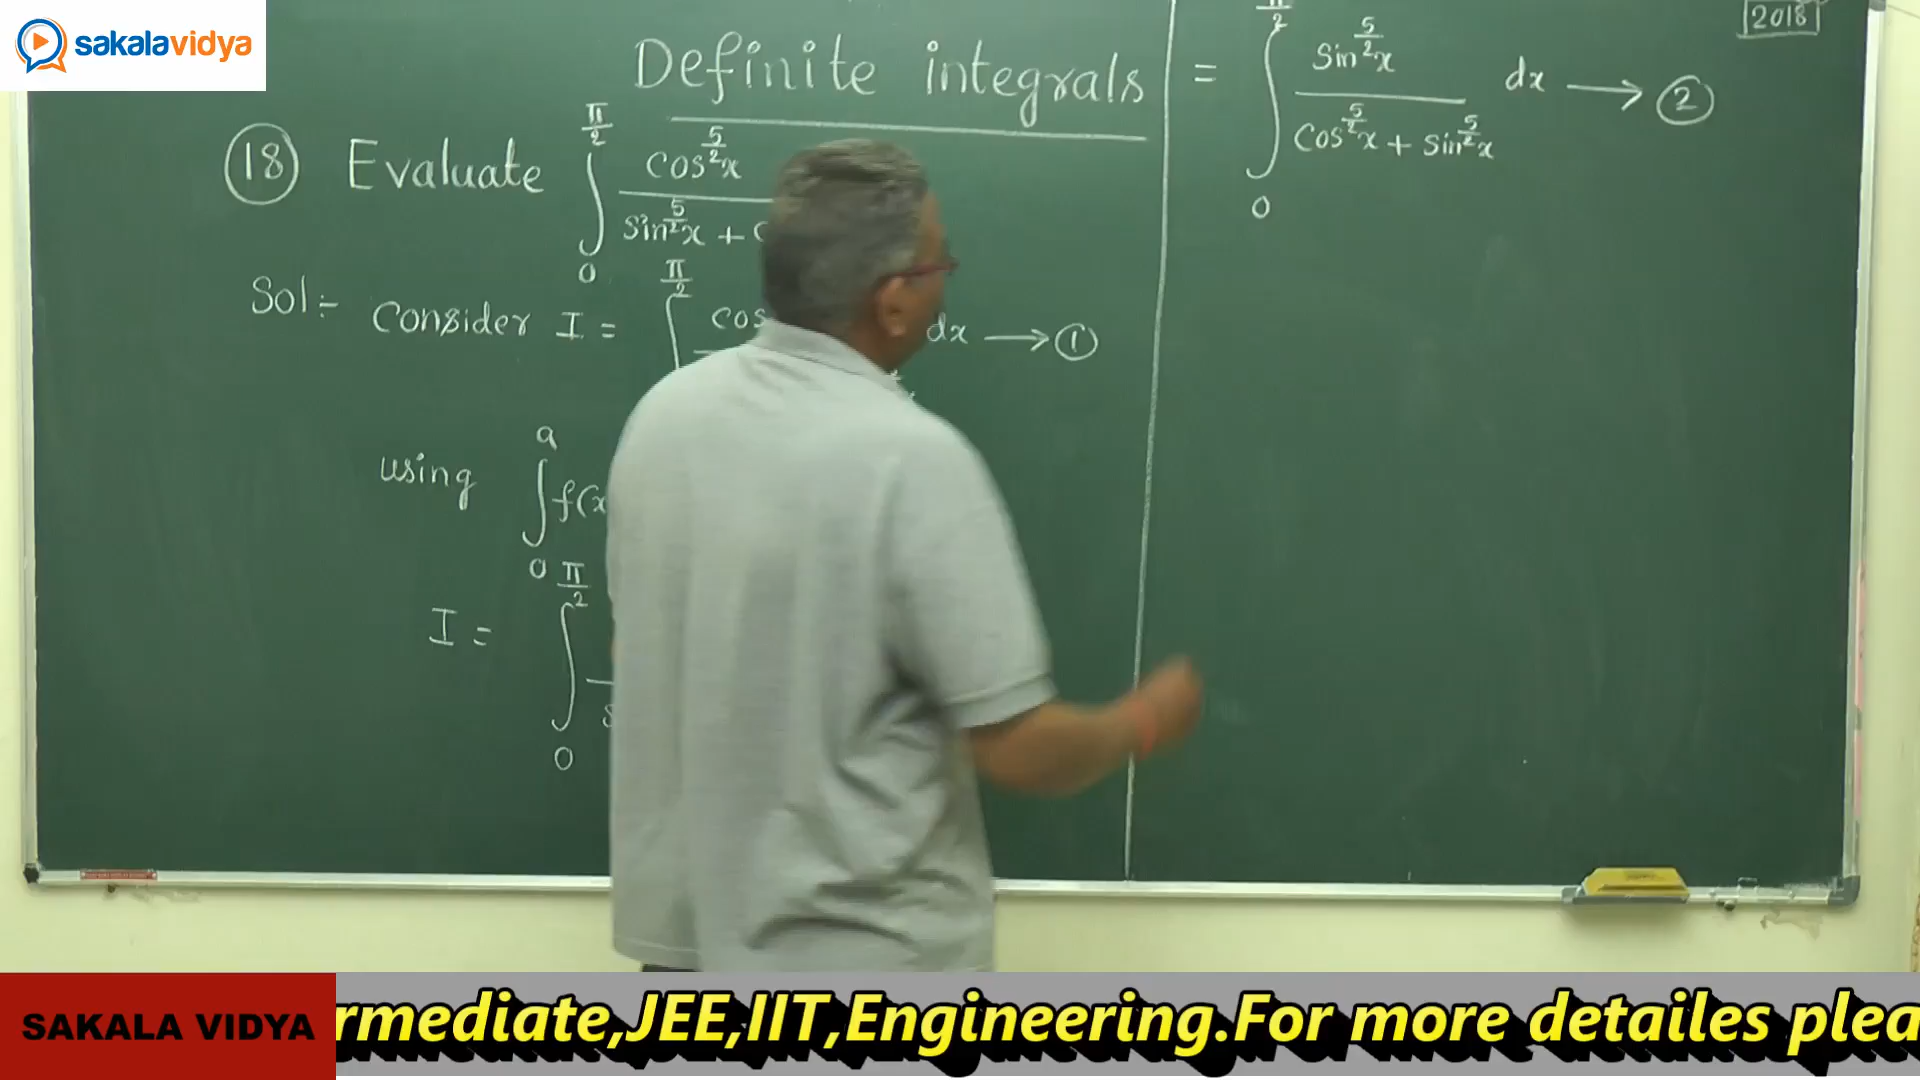 sakalavidya
Definite integrals
2018
(18) Evaluate ∫₀^{π/2} cos^{5/2}x / sin^{5/2}x +
Sol:- Consider I = ∫^{π/2} cos dx → (1)
using ∫₀^a f(x
I = ∫₀^{π/2}
= ∫₀^{π/2} Sin^{5/2}x / Cos^{5/2}x + Sin^{5/2}x dx → (2)
SAKALA VIDYA
rmediate,JEE,IIT,Engineering.For more detailes plea